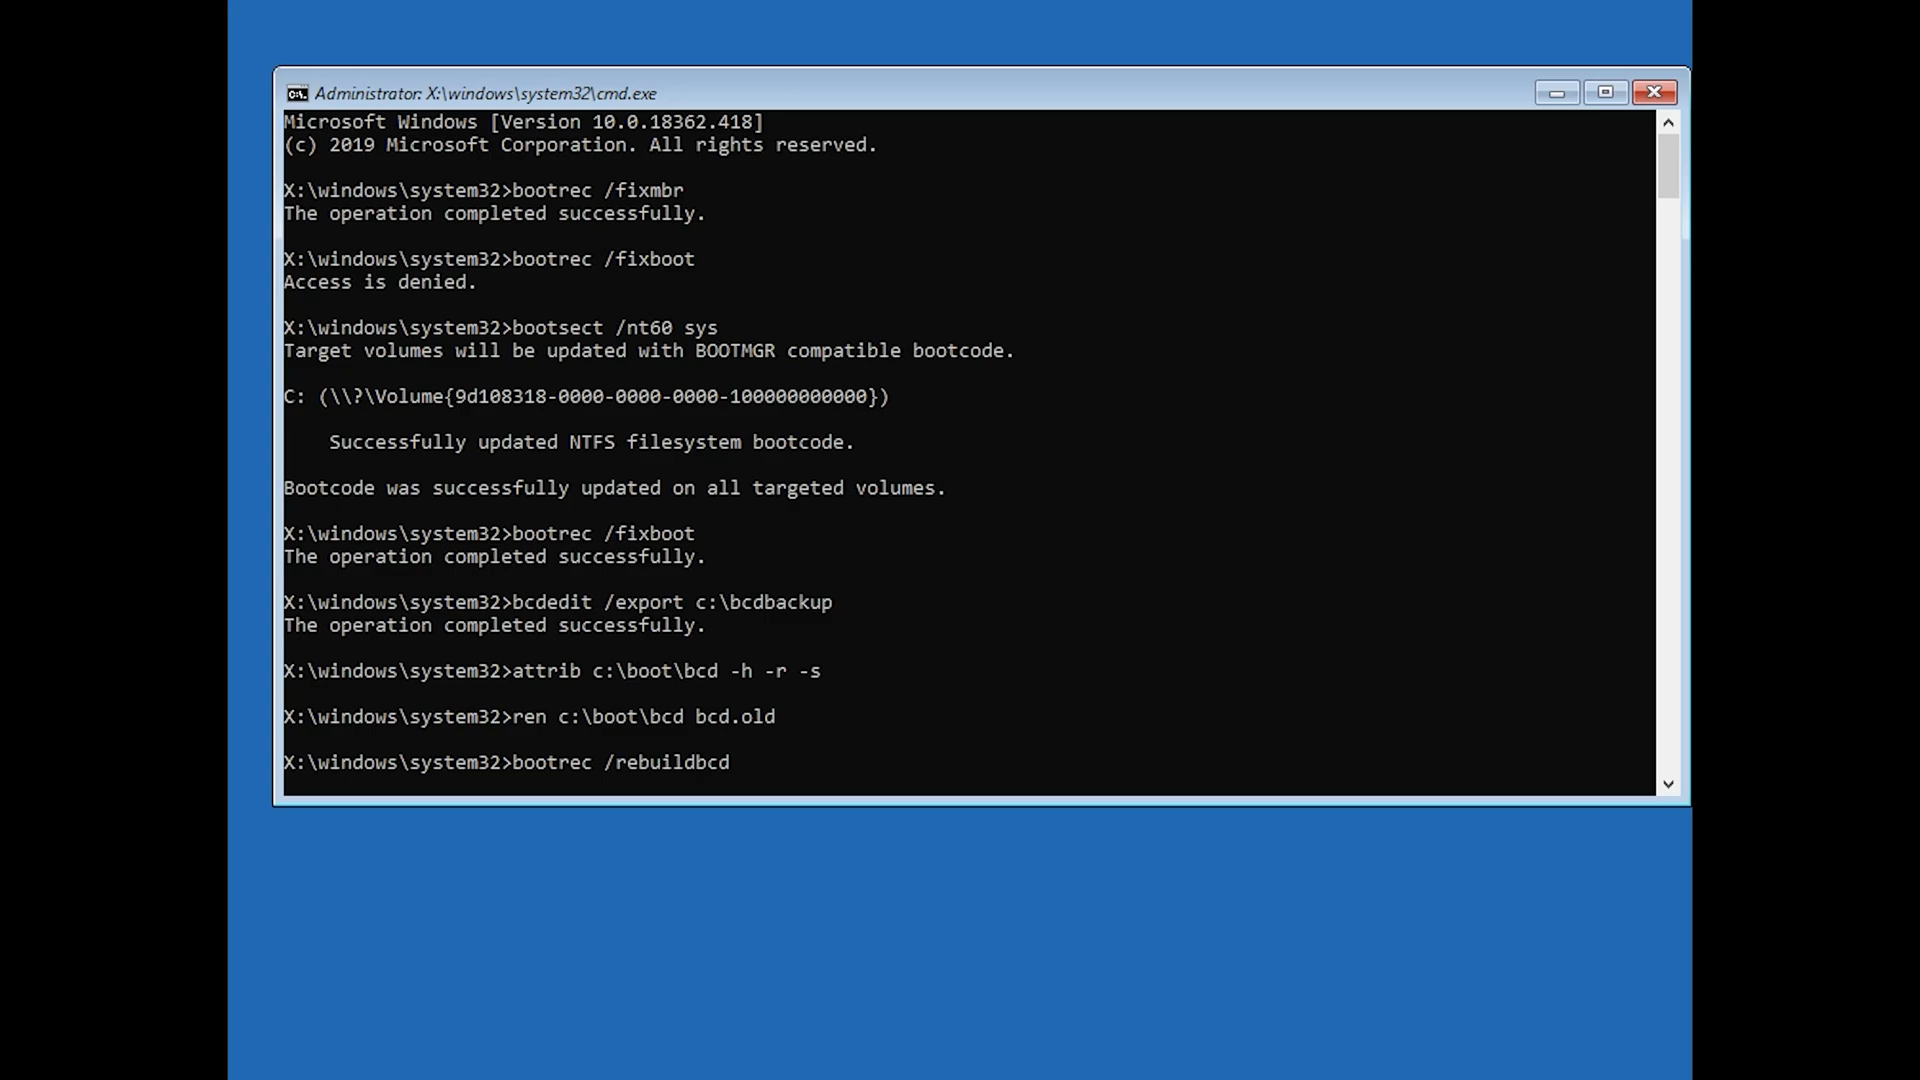 Administrator: X:\windows\system32\cmd.exe
Microsoft Windows [Version 10.0.18362.418]
(c) 2019 Microsoft Corporation. All rights reserved.
X:\windows\system32>bootrec /fixmbr
The operation completed successfully.
X:\windows\system32>bootrec /fixboot
Access is denied.
X:\windows\system32>bootsect /nt60 sys
Target volumes will be updated with BOOTMGR compatible bootcode.
C: (\\?\Volume{9d108318-0000-0000-0000-100000000000})
Successfully updated NTFS filesystem bootcode.
Bootcode was successfully updated on all targeted volumes.
X:\windows\system32>bootrec /fixboot
The operation completed successfully.
X:\windows\system32>bcdedit /export c:\bcdbackup
The operation completed successfully.
X:\windows\system32>attrib c:\boot\bcd -h -r -s
X:\windows\system32>ren c:\boot\bcd bcd.old
X:\windows\system32>bootrec /rebuildbcd